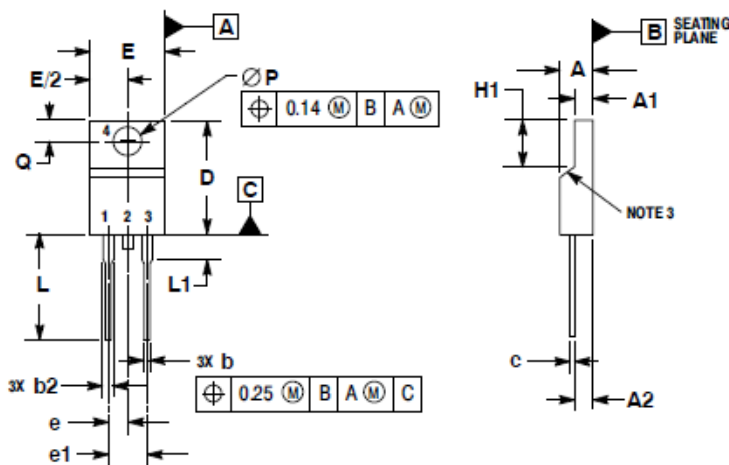 A
B SEATING PLANE
E
A
E/2
Ø P
H1
A1
⌖ 0.14 Ⓜ B A Ⓜ
4
Q
D
C
NOTE 3
1 2 3
L
L1
3X b
C
3X b2
⌖ 0.25 Ⓜ B A Ⓜ C
e
A2
e1